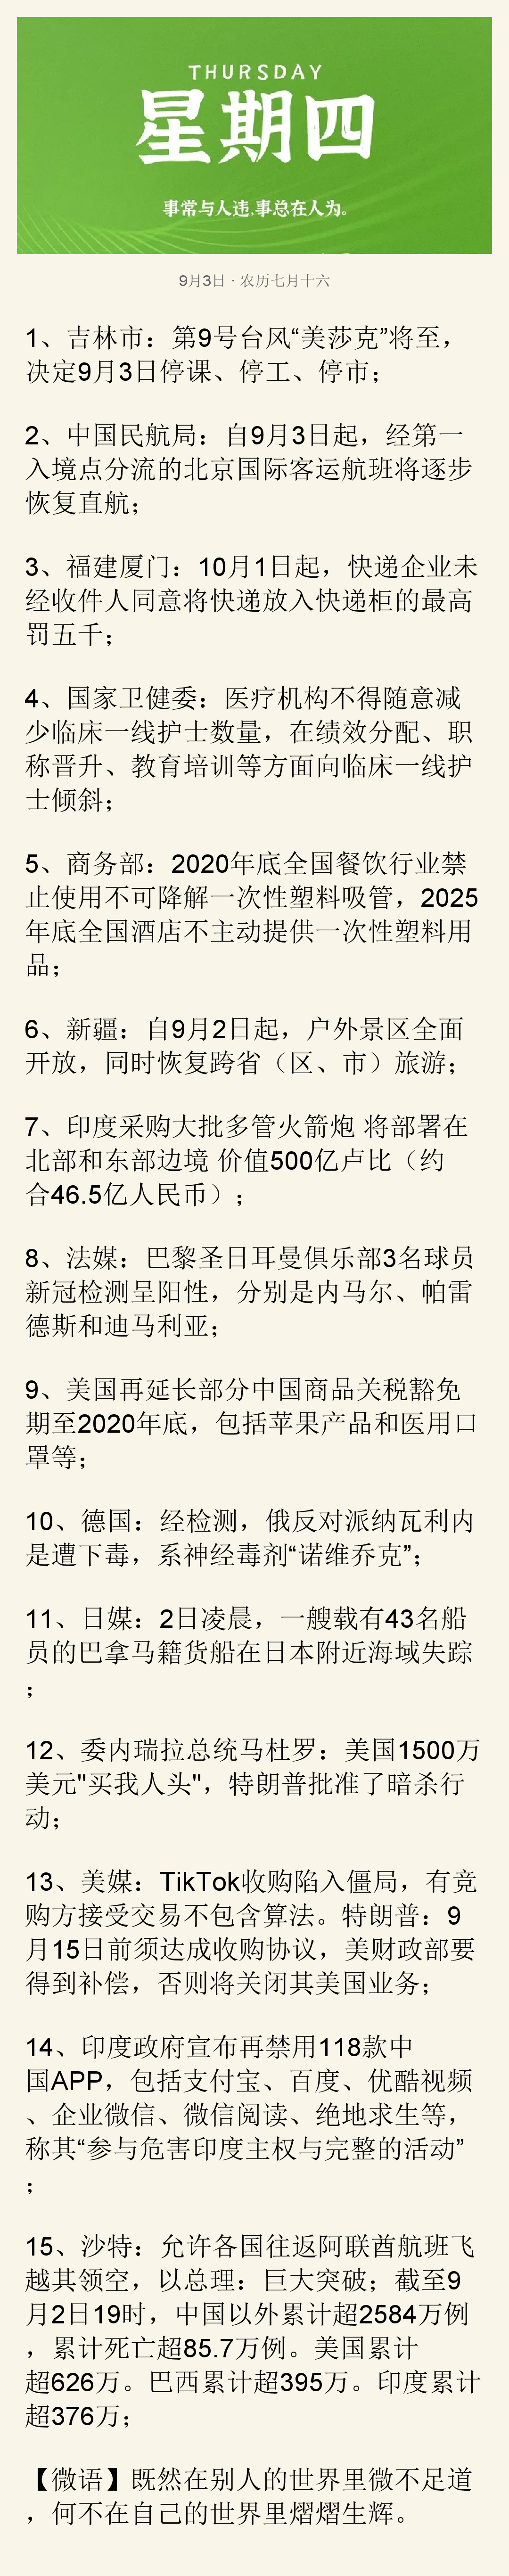 THURSDAY
星期四
事常与人违,事总在人为。
9月3日 · 农历七月十六
1、吉林市：第9号台风“美莎克”将至，
决定9月3日停课、停工、停市；
2、中国民航局：自9月3日起，经第一
入境点分流的北京国际客运航班将逐步
恢复直航；
3、福建厦门：10月1日起，快递企业未
经收件人同意将快递放入快递柜的最高
罚五千；
4、国家卫健委：医疗机构不得随意减
少临床一线护士数量，在绩效分配、职
称晋升、教育培训等方面向临床一线护
士倾斜；
5、商务部：2020年底全国餐饮行业禁
止使用不可降解一次性塑料吸管，2025
年底全国酒店不主动提供一次性塑料用
品；
6、新疆：自9月2日起，户外景区全面
开放，同时恢复跨省（区、市）旅游；
7、印度采购大批多管火箭炮 将部署在
北部和东部边境 价值500亿卢比（约
合46.5亿人民币）；
8、法媒：巴黎圣日耳曼俱乐部3名球员
新冠检测呈阳性，分别是内马尔、帕雷
德斯和迪马利亚；
9、美国再延长部分中国商品关税豁免
期至2020年底，包括苹果产品和医用口
罩等；
10、德国：经检测，俄反对派纳瓦利内
是遭下毒，系神经毒剂“诺维乔克”；
11、日媒：2日凌晨，一艘载有43名船
员的巴拿马籍货船在日本附近海域失踪
；
12、委内瑞拉总统马杜罗：美国1500万
美元"买我人头"，特朗普批准了暗杀行
动；
13、美媒：TikTok收购陷入僵局，有竞
购方接受交易不包含算法。特朗普：9
月15日前须达成收购协议，美财政部要
得到补偿，否则将关闭其美国业务；
14、印度政府宣布再禁用118款中
国APP，包括支付宝、百度、优酷视频
、企业微信、微信阅读、绝地求生等，
称其“参与危害印度主权与完整的活动”
；
15、沙特：允许各国往返阿联酋航班飞
越其领空，以总理：巨大突破；截至9
月2日19时，中国以外累计超2584万例
，累计死亡超85.7万例。美国累计
超626万。巴西累计超395万。印度累计
超376万；
【微语】既然在别人的世界里微不足道
，何不在自己的世界里熠熠生辉。